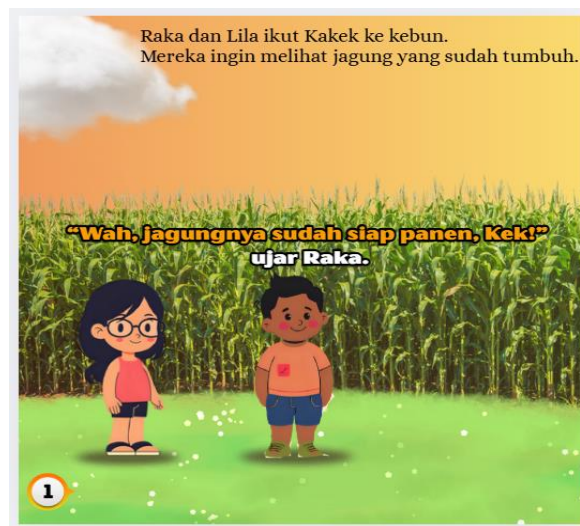 Raka dan Lila ikut Kakek ke kebun.
Mereka ingin melihat jagung yang sudah tumbuh.
“Wah, jagungnya sudah siap panen, Kek!”
ujar Raka.
1